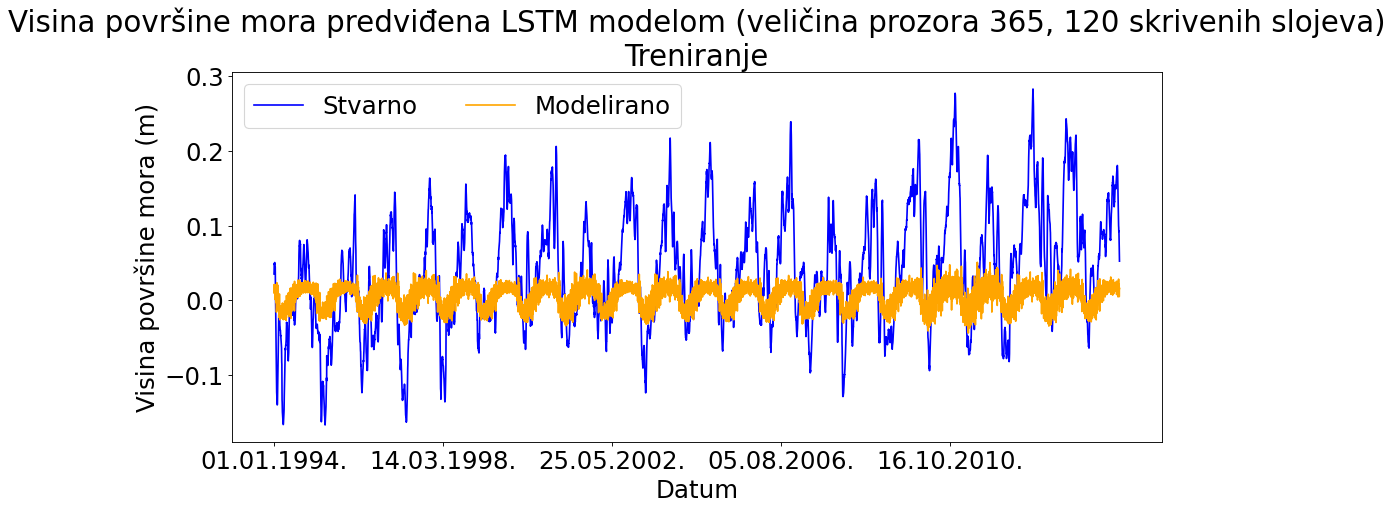 Visina površine mora predviđena LSTM modelom (veličina prozora 365, 120 skrivenih slojeva)
Treniranje
Stvarno Modelirano
Visina površine mora (m)
0.3
0.2
0.1
0.0
−0.1
01.01.1994. 14.03.1998. 25.05.2002. 05.08.2006. 16.10.2010.
Datum